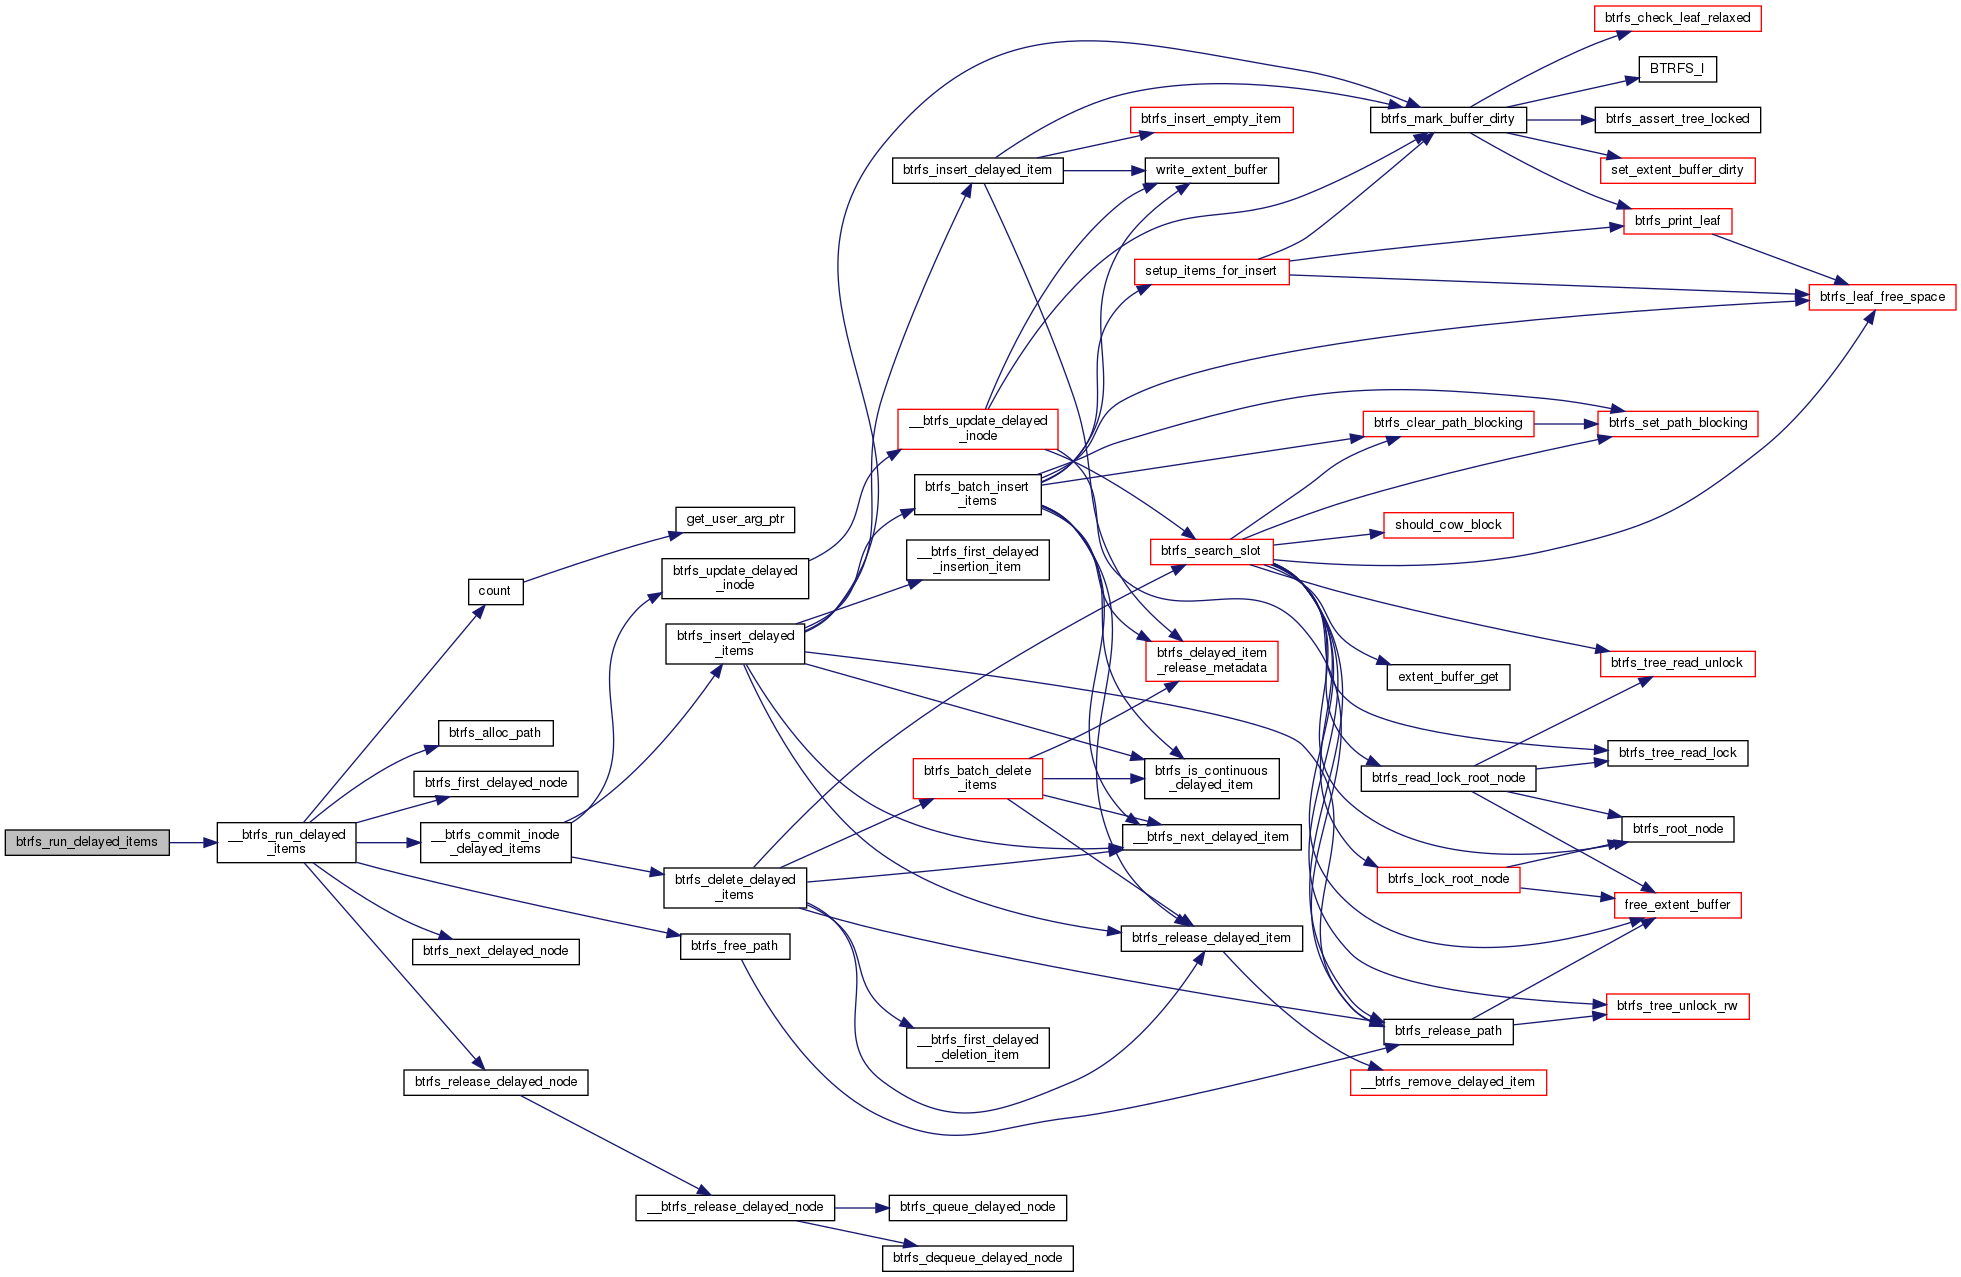 btrfs_check_leaf_relaxed
BTRFS_I
btrfs_insert_empty_item
btrfs_mark_buffer_dirty
btrfs_assert_tree_locked
btrfs_insert_delayed_item
write_extent_buffer
set_extent_buffer_dirty
btrfs_print_leaf
setup_items_for_insert
btrfs_leaf_free_space
__btrfs_update_delayed
_inode
btrfs_clear_path_blocking
btrfs_set_path_blocking
btrfs_batch_insert
_items
get_user_arg_ptr
should_cow_block
btrfs_search_slot
__btrfs_first_delayed
_insertion_item
btrfs_update_delayed
_inode
count
btrfs_insert_delayed
_items
btrfs_delayed_item
_release_metadata
btrfs_tree_read_unlock
extent_buffer_get
btrfs_alloc_path
btrfs_tree_read_lock
btrfs_first_delayed_node
btrfs_batch_delete
_items
btrfs_is_continuous
_delayed_item
btrfs_read_lock_root_node
btrfs_run_delayed_items
__btrfs_run_delayed
_items
__btrfs_commit_inode
_delayed_items
__btrfs_next_delayed_item
btrfs_root_node
btrfs_delete_delayed
_items
btrfs_lock_root_node
free_extent_buffer
btrfs_next_delayed_node
btrfs_free_path
btrfs_release_delayed_item
btrfs_tree_unlock_rw
btrfs_release_path
__btrfs_first_delayed
_deletion_item
btrfs_release_delayed_node
__btrfs_remove_delayed_item
__btrfs_release_delayed_node
btrfs_queue_delayed_node
btrfs_dequeue_delayed_node